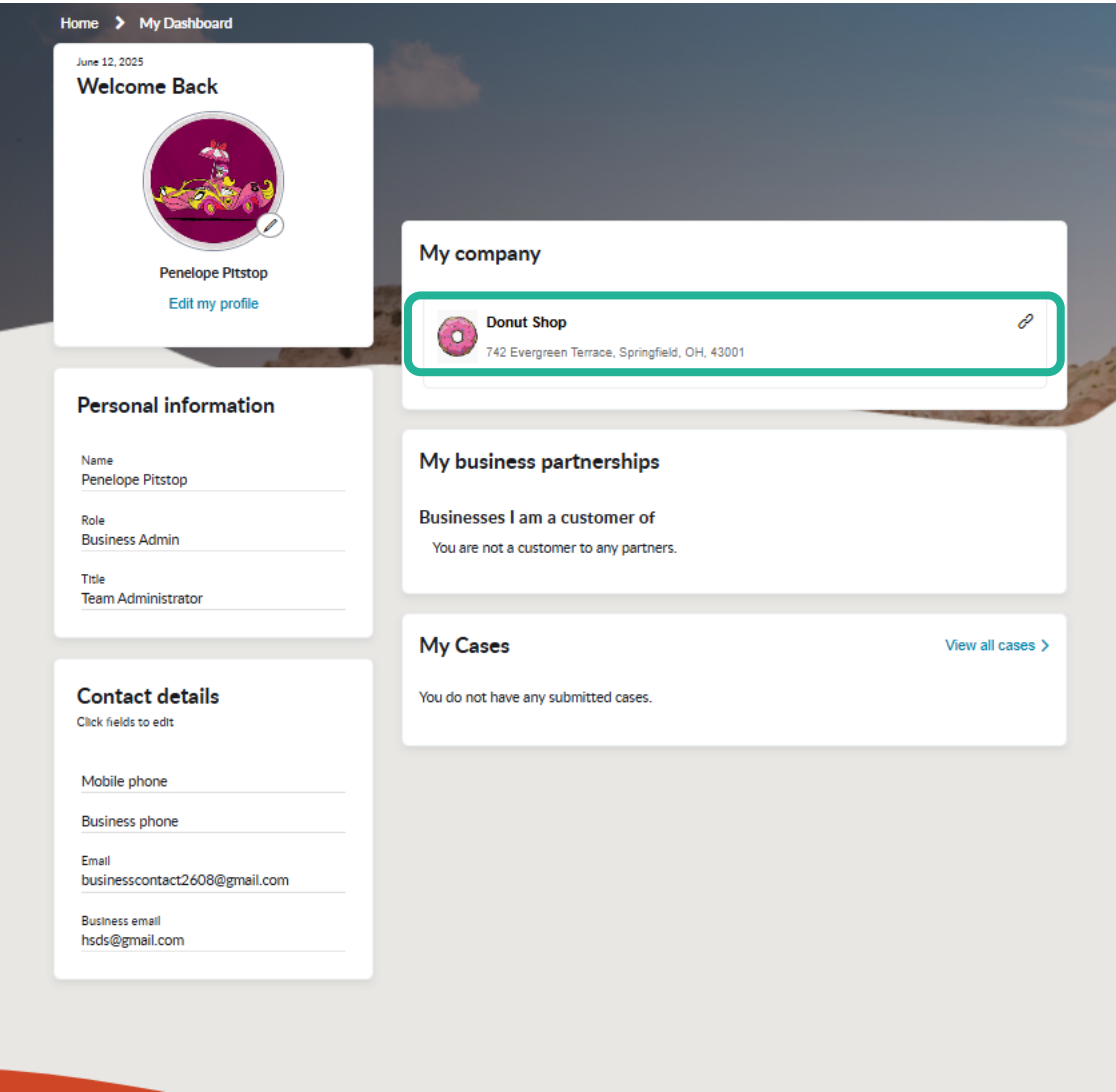 Home > My Dashboard
June 12, 2025
Welcome Back
Penelope Pitstop
Edit my profile
Personal information
Name
Penelope Pitstop
Role
Business Admin
Title
Team Administrator
Contact details
Click fields to edit
Mobile phone
Business phone
Email
businesscontact2608@gmail.com
Business email
hsds@gmail.com
My company
Donut Shop
742 Evergreen Terrace, Springfield, OH, 43001
My business partnerships
Businesses I am a customer of
You are not a customer to any partners.
My Cases
View all cases >
You do not have any submitted cases.